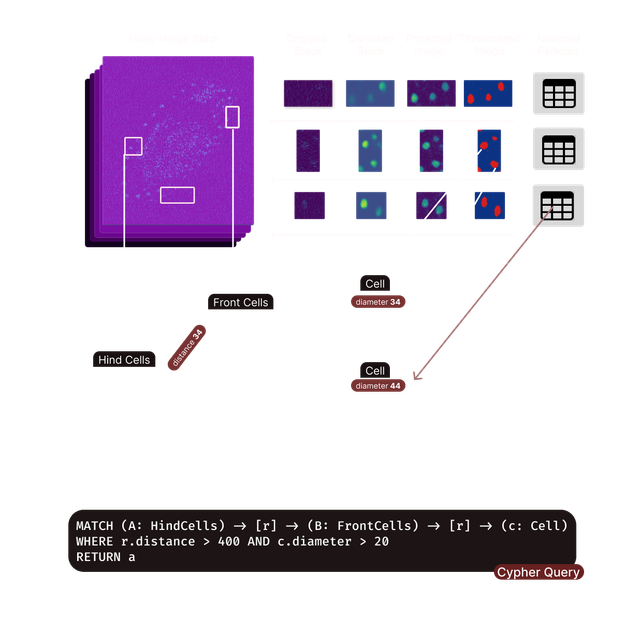 Front Cells
Cell
diameter 34
distance 34
Hind Cells
Cell
diameter 44
MATCH (A: HindCells) → [r] → (B: FrontCells) → [r] → (c: Cell)
WHERE r.distance > 400 AND c.diameter > 20
RETURN a
Cypher Query